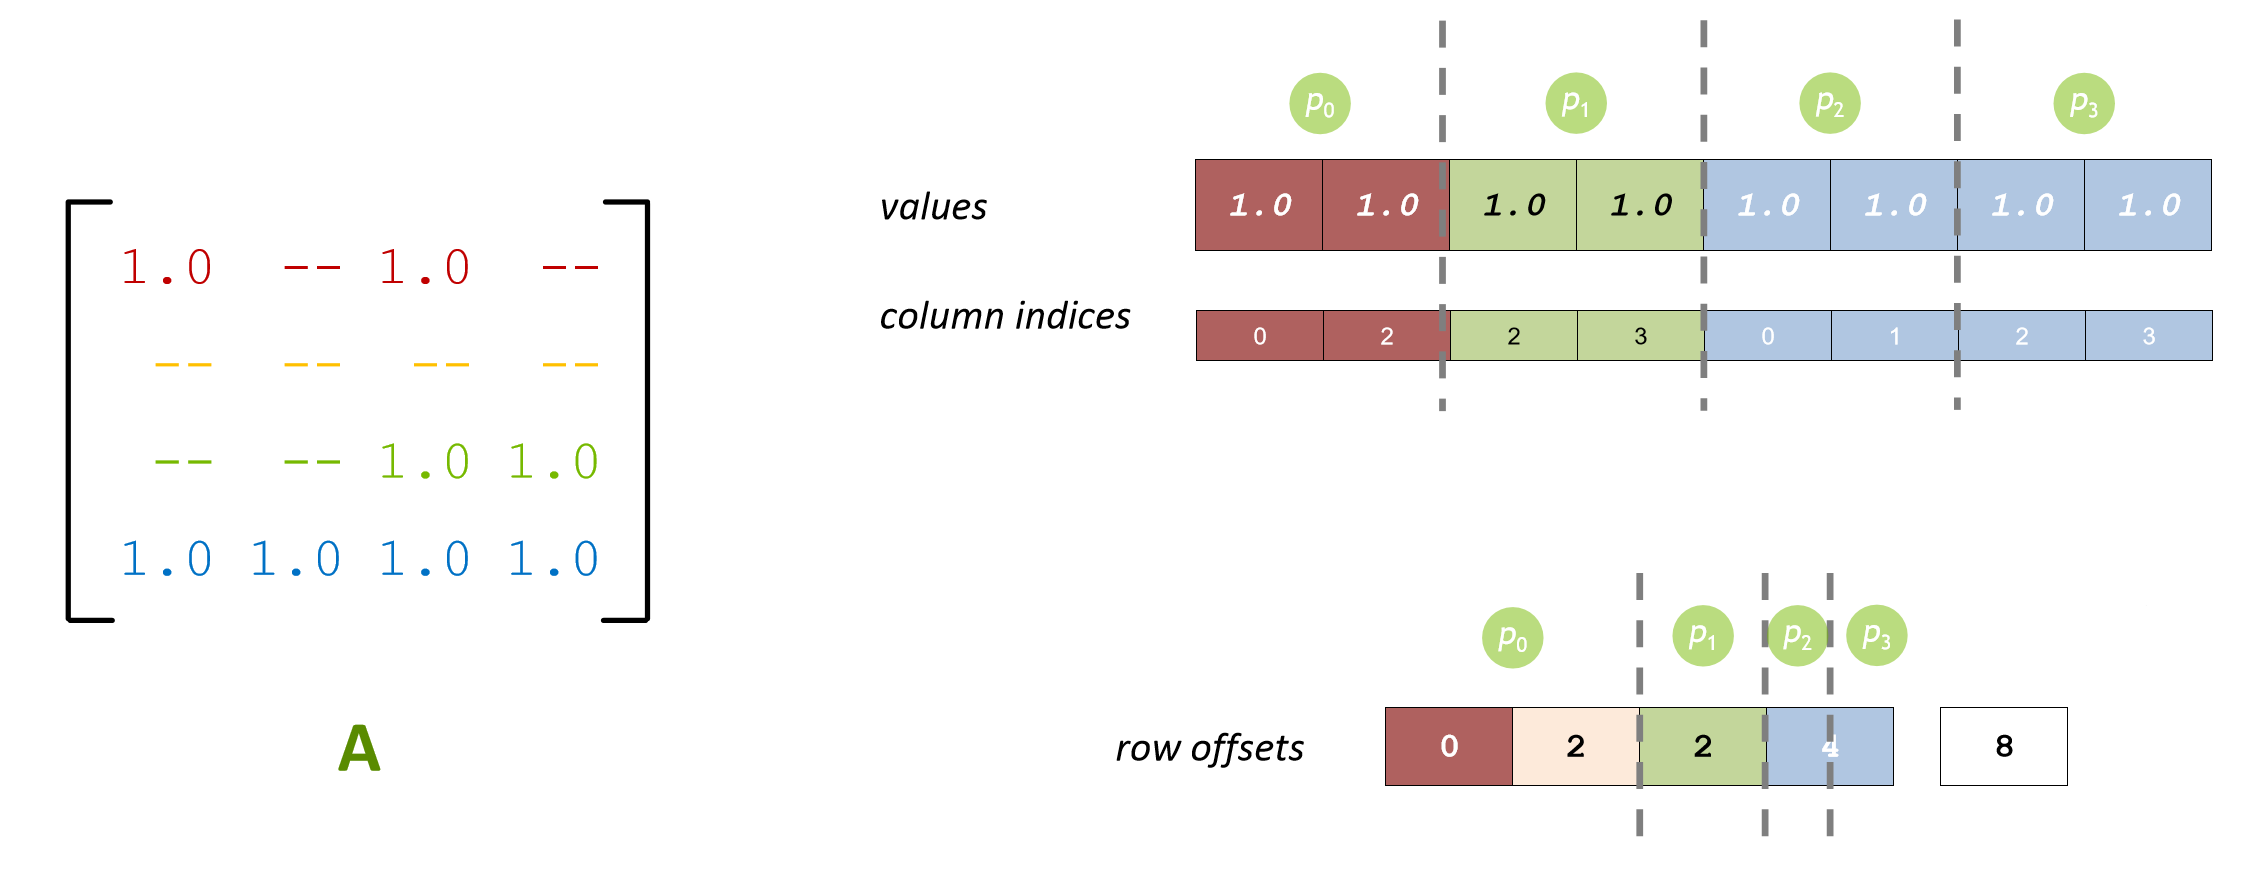 1.0 -- 1.0 --
-- -- -- --
-- -- 1.0 1.0
1.0 1.0 1.0 1.0
A
p0 p1 p2 p3
values 1.0 1.0 1.0 1.0 1.0 1.0 1.0 1.0
column indices 0 2 2 3 0 1 2 3
p0 p1 p2 p3
row offsets 0 2 2 4 8